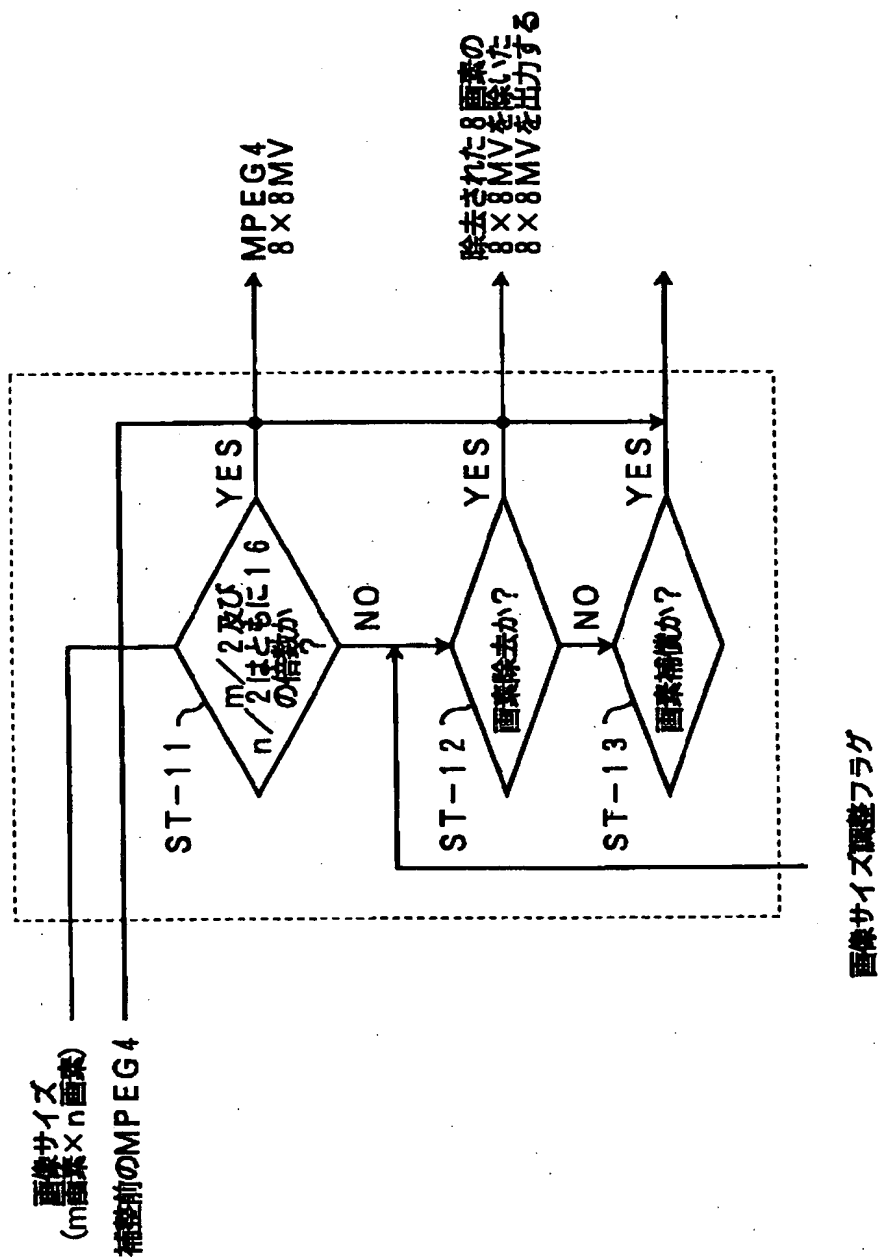 画像サイズ
(m画素×n画素)
補整前のMPEG4
ST-11
m/2及び
n/2はともに16
の倍数か
?
YES
MPEG4
8×8MV
NO
ST-12
画素除去か?
YES
除去された8画素の
8×8MVを除いた
8×8MVを出力する
NO
ST-13
画素補償か?
YES
画像サイズ調整フラグ